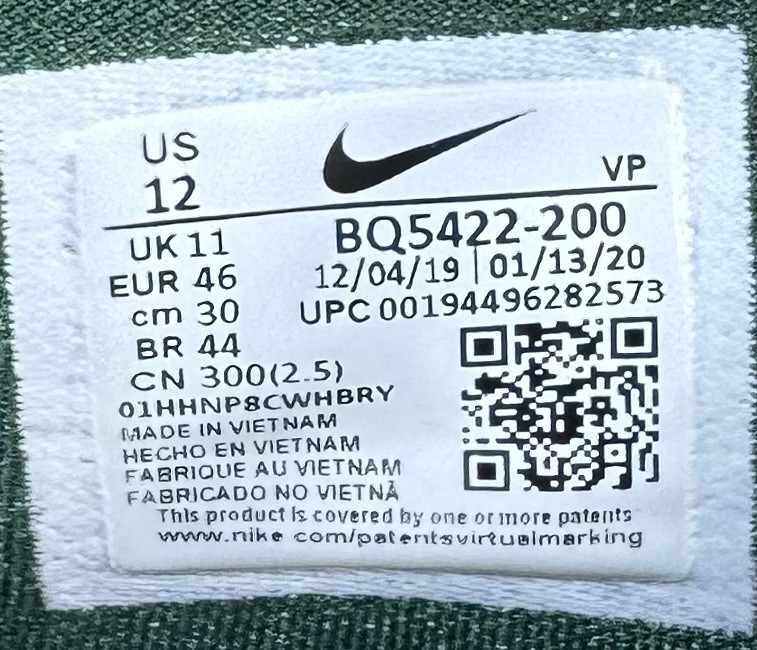 US
12
VP
UK 11
EUR 46
cm 30
BR 44
CN 300(2.5)
BQ5422-200
12/04/19 | 01/13/20
UPC 00194496282573
01HHNP8CWHBRY
MADE IN VIETNAM
HECHO EN VIETNAM
FABRIQUE AU VIETNAM
FABRICADO NO VIETNÃ
This product is covered by one or more patents
www.nike com/patentsvirtualmarking